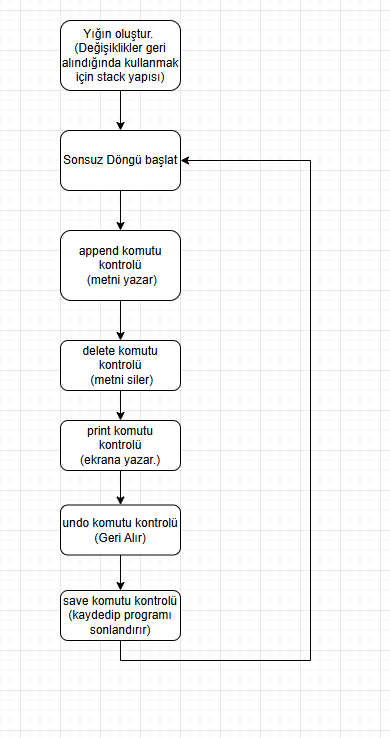 Yığın oluştur.
(Değişiklikler geri
alındığında kullanmak
için stack yapısı)
Sonsuz Döngü başlat
append komutu
kontrolü
(metni yazar)
delete komutu
kontrolü
(metni siler)
print komutu
kontrolü
(ekrana yazar.)
undo komutu kontrolü
(Geri Alır)
save komutu kontrolü
(kaydedip programı
sonlandırır)